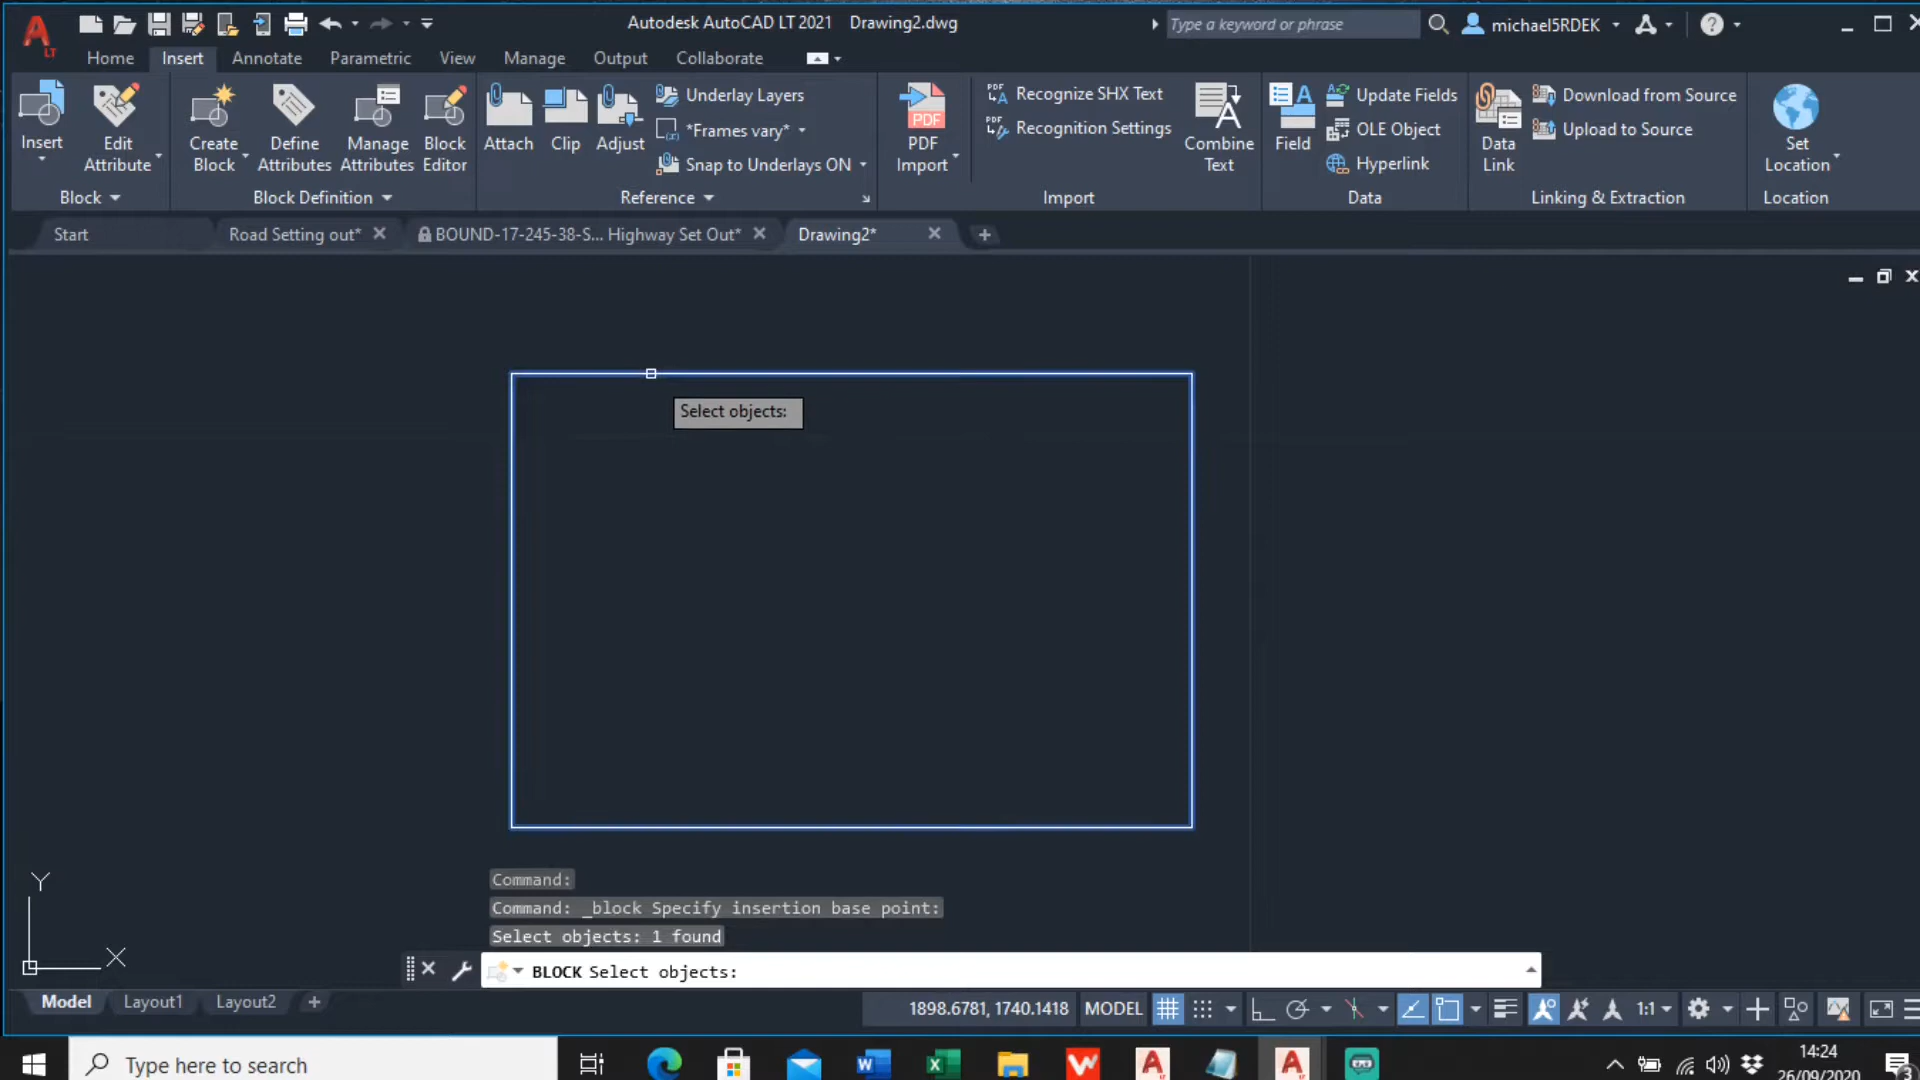 Autodesk AutoCAD LT 2021 Drawing2.dwg
Type a keyword or phrase
michael5RDEK
LT
Home Insert Annotate Parametric View Manage Output Collaborate
Insert
Edit Attribute
Create Block
Define Attributes
Manage Attributes
Block Editor
Attach
Clip
Adjust
Underlay Layers
*Frames vary*
Snap to Underlays ON
PDF
PDF Import
Recognize SHX Text
Recognition Settings
Combine Text
Field
Update Fields
OLE Object
Hyperlink
Data Link
Download from Source
Upload to Source
Set Location
Block
Block Definition
Reference
Import
Data
Linking & Extraction
Location
Start
Road Setting out*
BOUND-17-245-38-S... Highway Set Out*
Drawing2*
Select objects:
Y
X
Command:
Command: _block Specify insertion base point:
Select objects: 1 found
BLOCK Select objects:
Model Layout1 Layout2
1898.6781, 1740.1418 MODEL
1:1
Type here to search
14:24
26/09/2020
3